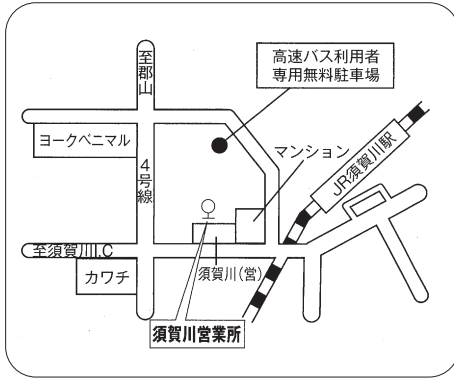 至郡山
高速バス利用者
専用無料駐車場
ヨークベニマル
マンション
JR須賀川駅
4号線
至須賀川I.C
須賀川(営)
カワチ
須賀川営業所